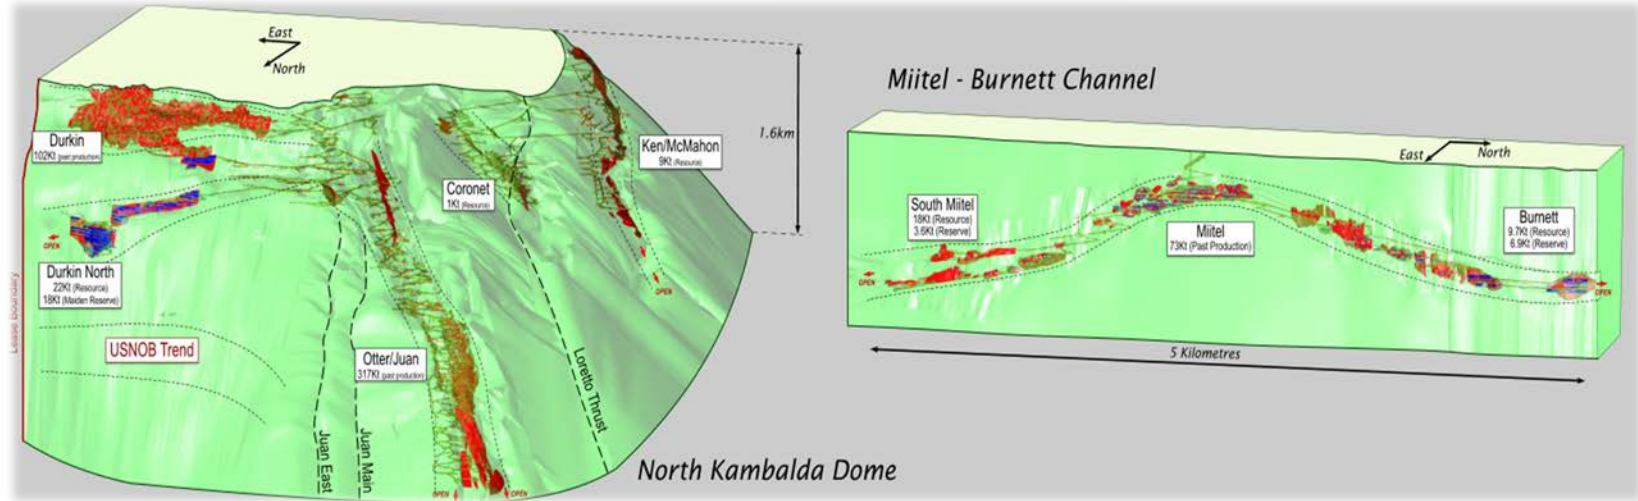 East
North
1.6km
Durkin
102Kt (past production)
Ken/McMahon
9Kt (Resource)
Coronet
1Kt (Resource)
OPEN
Durkin North
22Kt (Resource)
18Kt (Maiden Reserve)
OPEN
Lease Boundary
USNOB Trend
Otter/Juan
317Kt (past production)
Loretto Thrust
Juan East
Juan Main
OPEN
OPEN
North Kambalda Dome
Miitel - Burnett Channel
East
North
South Miitel
18Kt (Resource)
3.6Kt (Reserve)
Miitel
73Kt (Past Production)
Burnett
9.7Kt (Resource)
6.9Kt (Reserve)
OPEN
OPEN
5 Kilometres